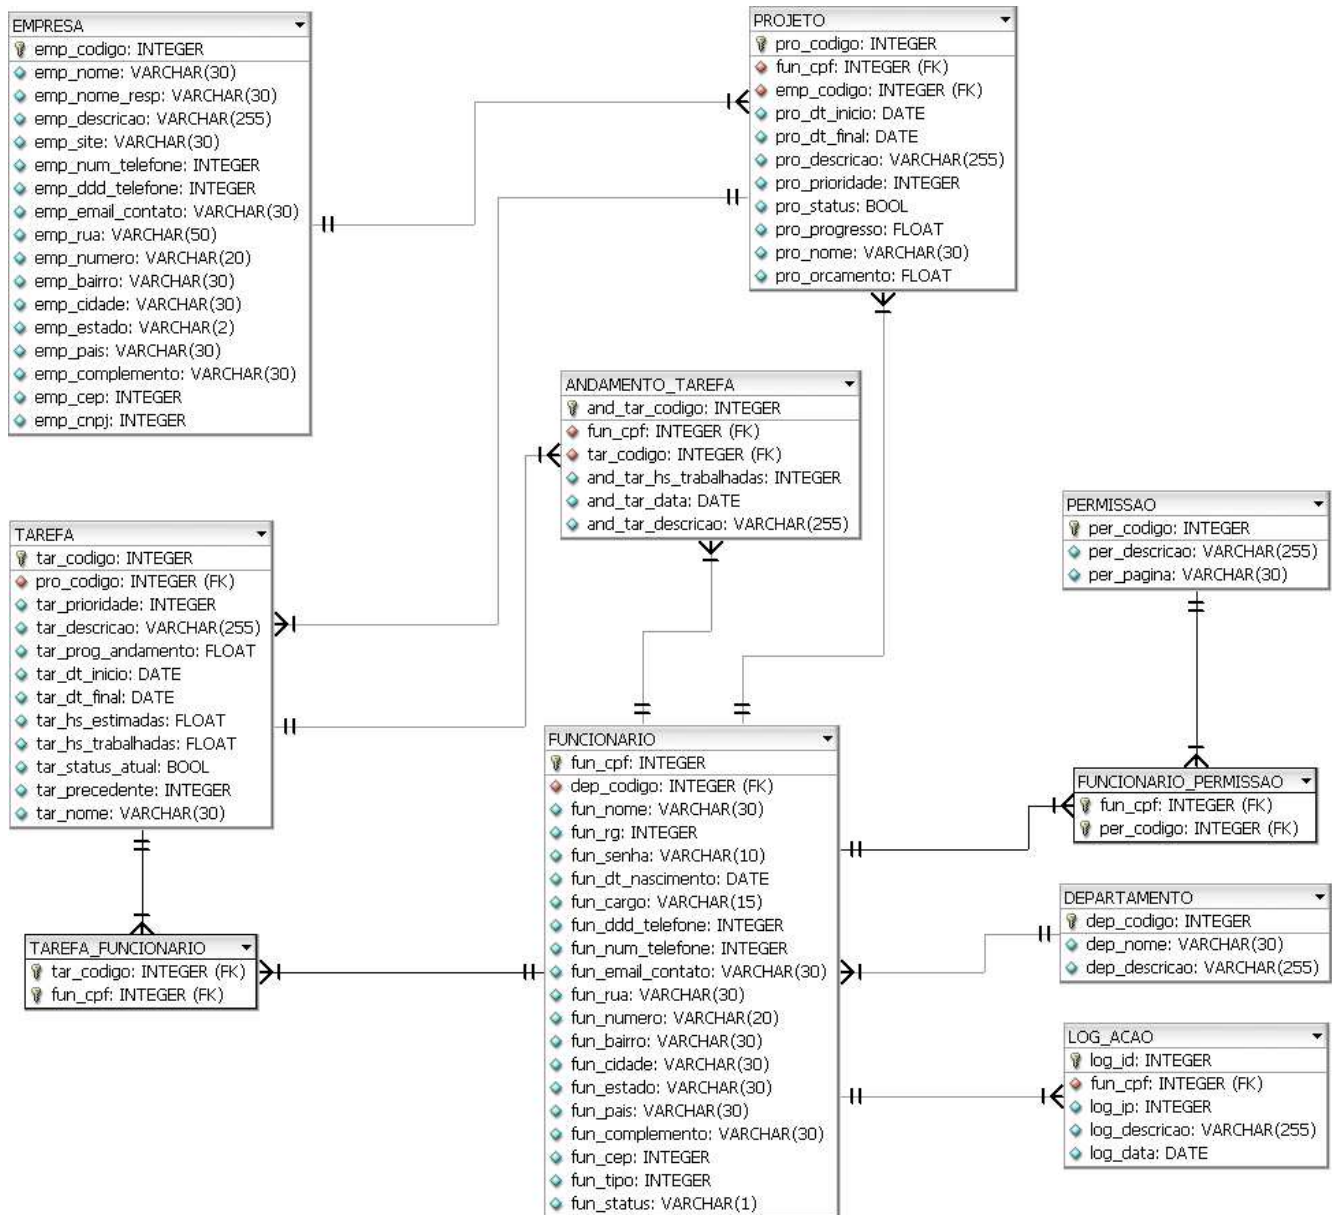 EMPRESA
emp_codigo: INTEGER
emp_nome: VARCHAR(30)
emp_nome_resp: VARCHAR(30)
emp_descricao: VARCHAR(255)
emp_site: VARCHAR(30)
emp_num_telefone: INTEGER
emp_ddd_telefone: INTEGER
emp_email_contato: VARCHAR(30)
emp_rua: VARCHAR(50)
emp_numero: VARCHAR(20)
emp_bairro: VARCHAR(30)
emp_cidade: VARCHAR(30)
emp_estado: VARCHAR(2)
emp_pais: VARCHAR(30)
emp_complemento: VARCHAR(30)
emp_cep: INTEGER
emp_cnpj: INTEGER
PROJETO
pro_codigo: INTEGER
fun_cpf: INTEGER (FK)
emp_codigo: INTEGER (FK)
pro_dt_inicio: DATE
pro_dt_final: DATE
pro_descricao: VARCHAR(255)
pro_prioridade: INTEGER
pro_status: BOOL
pro_progresso: FLOAT
pro_nome: VARCHAR(30)
pro_orcamento: FLOAT
ANDAMENTO_TAREFA
and_tar_codigo: INTEGER
fun_cpf: INTEGER (FK)
tar_codigo: INTEGER (FK)
and_tar_hs_trabalhadas: INTEGER
and_tar_data: DATE
and_tar_descricao: VARCHAR(255)
PERMISSAO
per_codigo: INTEGER
per_descricao: VARCHAR(255)
per_pagina: VARCHAR(30)
TAREFA
tar_codigo: INTEGER
pro_codigo: INTEGER (FK)
tar_prioridade: INTEGER
tar_descricao: VARCHAR(255)
tar_prog_andamento: FLOAT
tar_dt_inicio: DATE
tar_dt_final: DATE
tar_hs_estimadas: FLOAT
tar_hs_trabalhadas: FLOAT
tar_status_atual: BOOL
tar_precedente: INTEGER
tar_nome: VARCHAR(30)
FUNCIONARIO
fun_cpf: INTEGER
dep_codigo: INTEGER (FK)
fun_nome: VARCHAR(30)
fun_rg: INTEGER
fun_senha: VARCHAR(10)
fun_dt_nascimento: DATE
fun_cargo: VARCHAR(15)
fun_ddd_telefone: INTEGER
fun_num_telefone: INTEGER
fun_email_contato: VARCHAR(30)
fun_rua: VARCHAR(30)
fun_numero: VARCHAR(20)
fun_bairro: VARCHAR(30)
fun_cidade: VARCHAR(30)
fun_estado: VARCHAR(30)
fun_pais: VARCHAR(30)
fun_complemento: VARCHAR(30)
fun_cep: INTEGER
fun_tipo: INTEGER
fun_status: VARCHAR(1)
FUNCIONARIO_PERMISSAO
fun_cpf: INTEGER (FK)
per_codigo: INTEGER (FK)
DEPARTAMENTO
dep_codigo: INTEGER
dep_nome: VARCHAR(30)
dep_descricao: VARCHAR(255)
TAREFA_FUNCIONARIO
tar_codigo: INTEGER (FK)
fun_cpf: INTEGER (FK)
LOG_ACAO
log_id: INTEGER
fun_cpf: INTEGER (FK)
log_ip: INTEGER
log_descricao: VARCHAR(255)
log_data: DATE